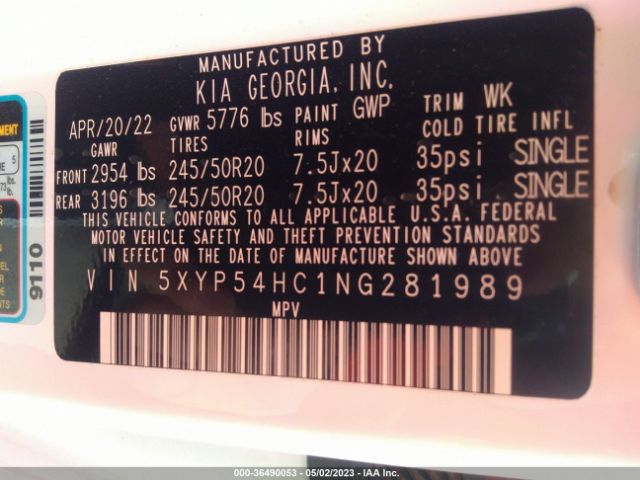 MANUFACTURED BY
KIA GEORGIA, INC.
APR/20/22 GVWR 5776 lbs PAINT GWP TRIM WK
GAWR TIRES RIMS COLD TIRE INFL
FRONT 2954 lbs 245/50R20 7.5Jx20 35psi SINGLE
REAR 3196 lbs 245/50R20 7.5Jx20 35psi SINGLE
THIS VEHICLE CONFORMS TO ALL APPLICABLE U.S.A. FEDERAL
MOTOR VEHICLE SAFETY AND THEFT PREVENTION STANDARDS
IN EFFECT ON THE DATE OF MANUFACTURE SHOWN ABOVE
VIN 5XYP54HC1NG281989
MPV
9110
000-36490053 - 05/02/2023 - IAA Inc.